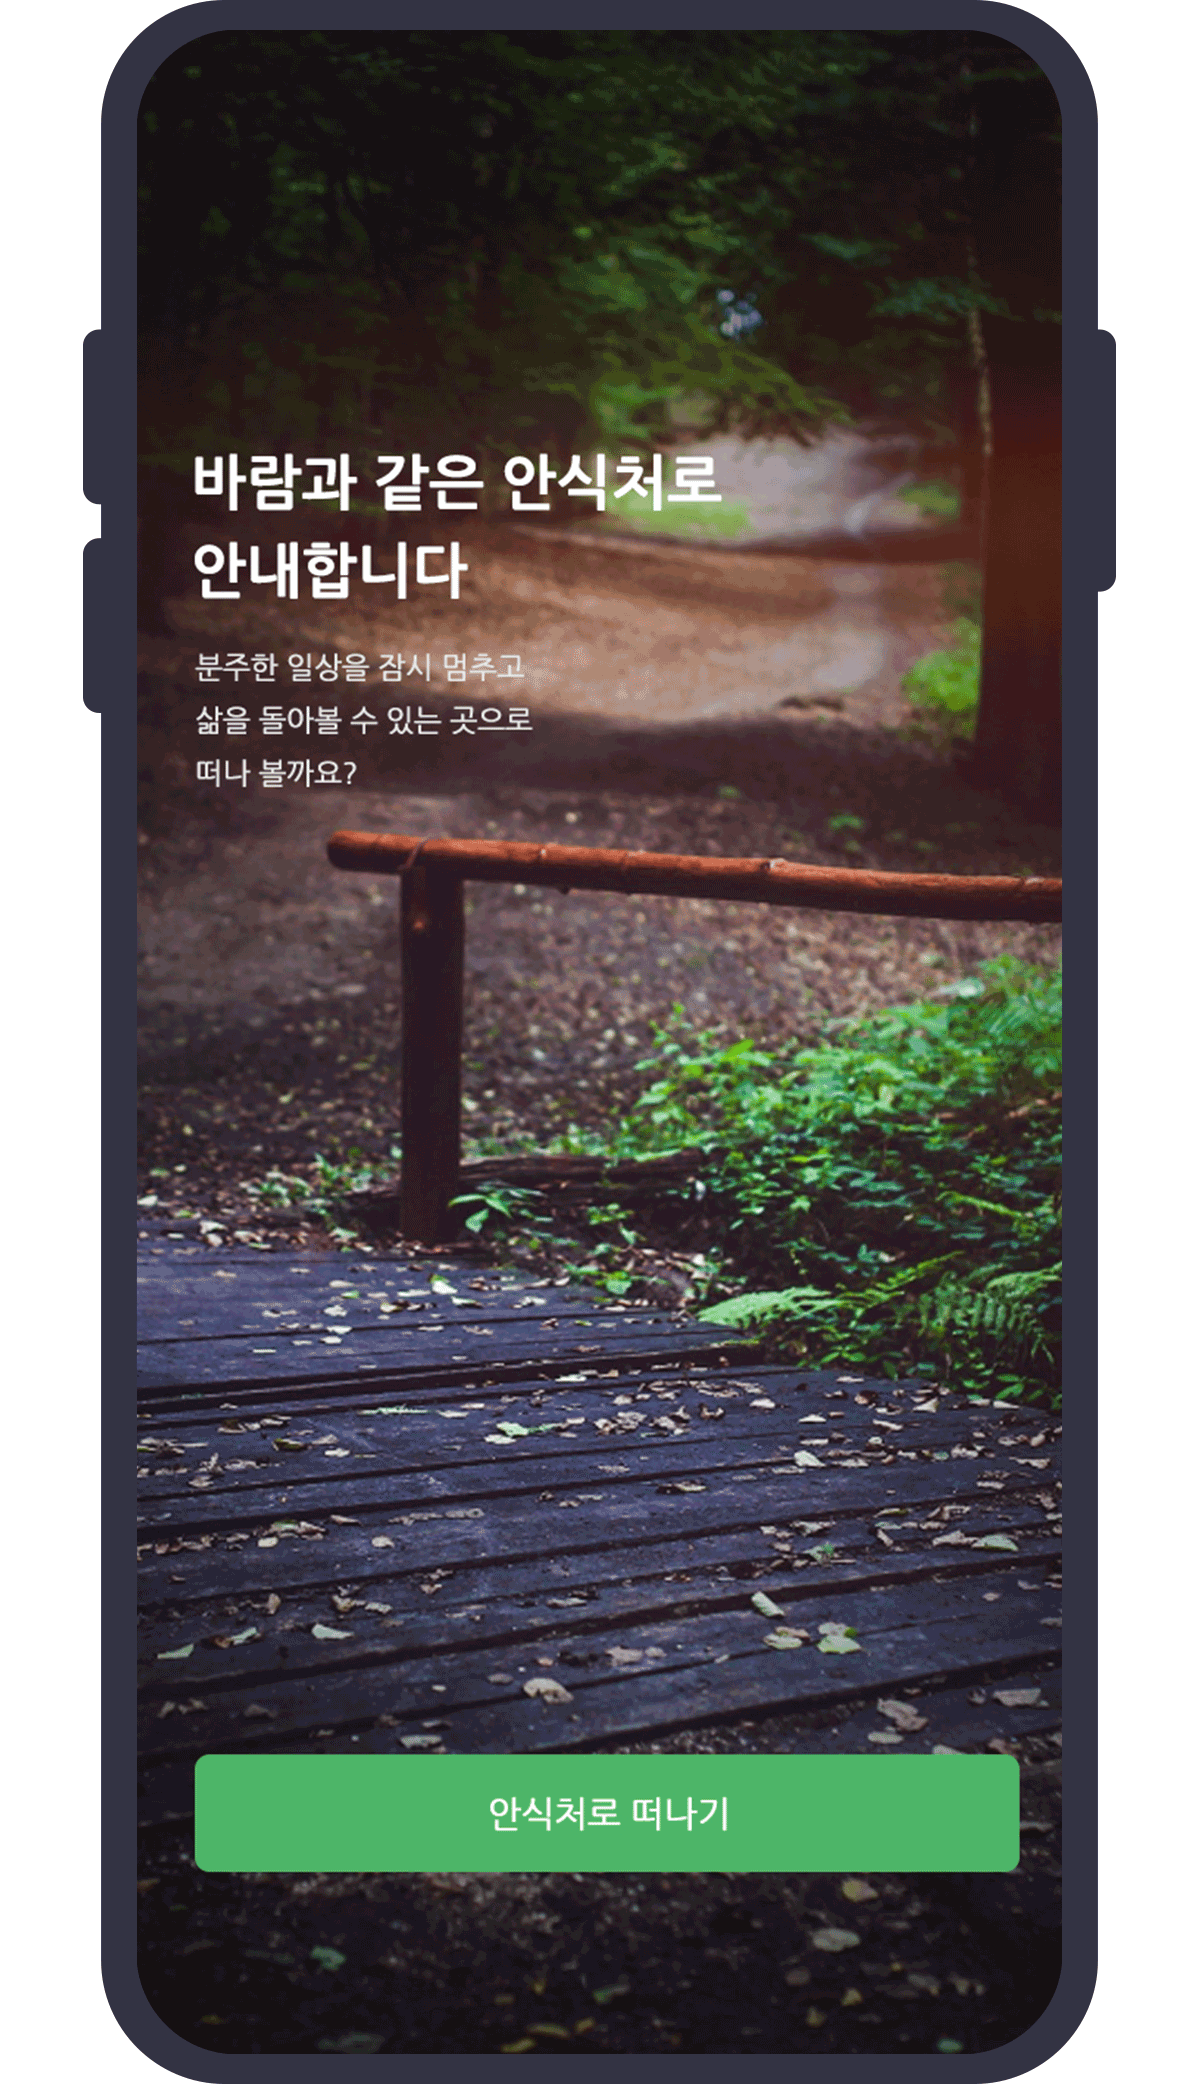 바람과 같은 안식처로
안내합니다
분주한 일상을 잠시 멈추고
삶을 돌아볼 수 있는 곳으로
떠나 볼까요?
안식처로 떠나기